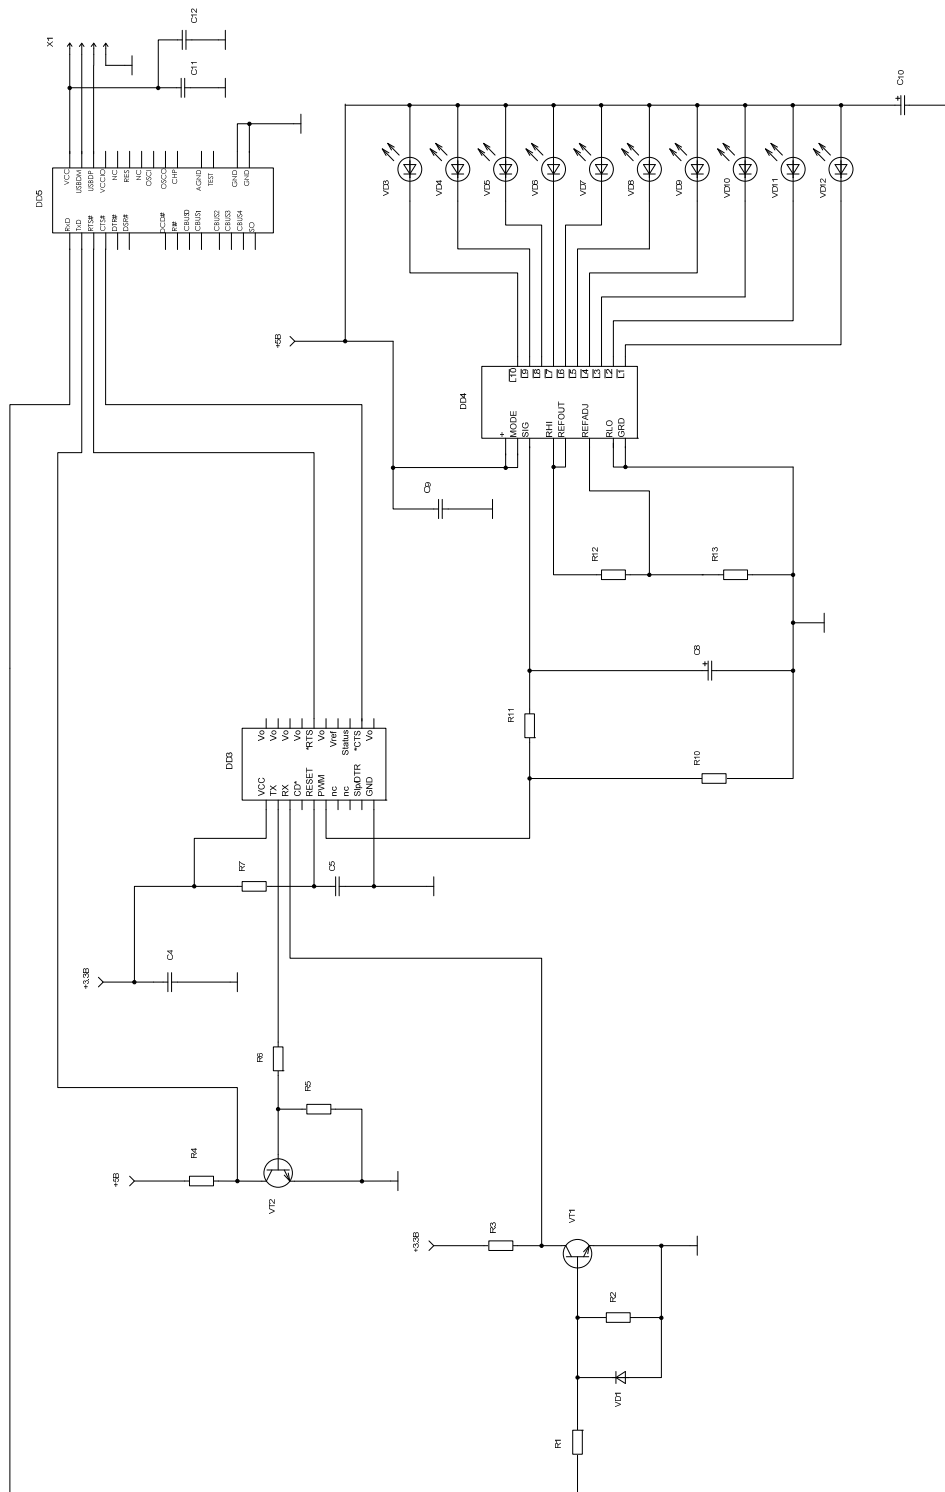 X1
C12
C11
DD5
VCC
USBDM
USBDP
VCCIO
NC
RES
NC
OSCI
OSCO
CHP
AGND
TEST
GND
GND
RxD
TxD
RTS#
CTS#
DTR#
DSR#
DCD#
RI#
CBUS0
CBUS1
CBUS2
CBUS3
CBUS4
SO
C10
+
VD3
VD4
VD5
VD6
VD7
VD8
VD9
VD10
VD11
VD12
+5В
DD4
L10
L9
L8
L7
L6
L5
L4
L3
L2
L1
+
MODE
SIG
RHI
REFOUT
REFADJ
RLO
GRD
C9
R12
R13
C8
+
R11
R10
DD3
Vo
Vo
Vo
Vo
*RTS
Vo
Vref
Status
*CTS
Vo
VCC
TX
RX
CD*
RESET
PWM
nc
nc
Slp/DTR
GND
R7
C5
+3.3В
C4
R6
R5
R4
+5В
VT2
+3.3В
R3
VT1
R2
VD1
R1